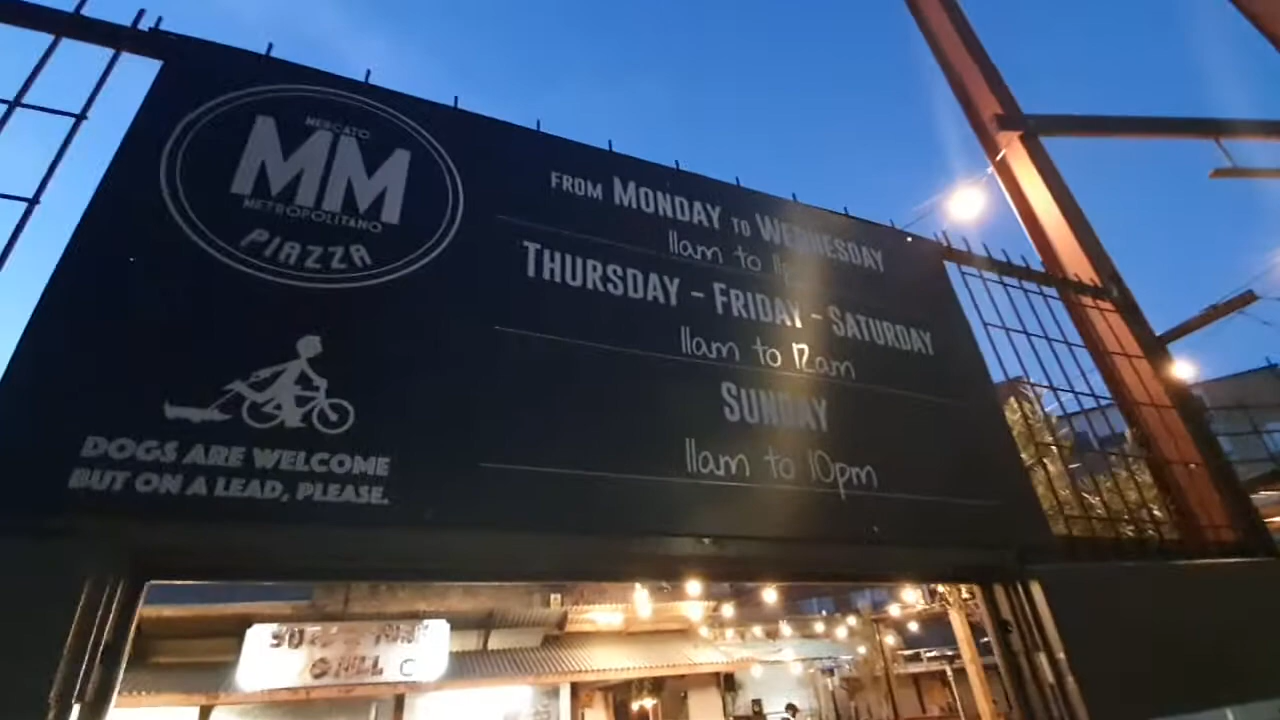 MERCATO
MM
METROPOLITANO
PIAZZA
FROM MONDAY TO WEDNESDAY
11am to
THURSDAY - FRIDAY - SATURDAY
11am to 12am
SUNDAY
11am to 10pm
DOGS ARE WELCOME
BUT ON A LEAD, PLEASE.
GRILL